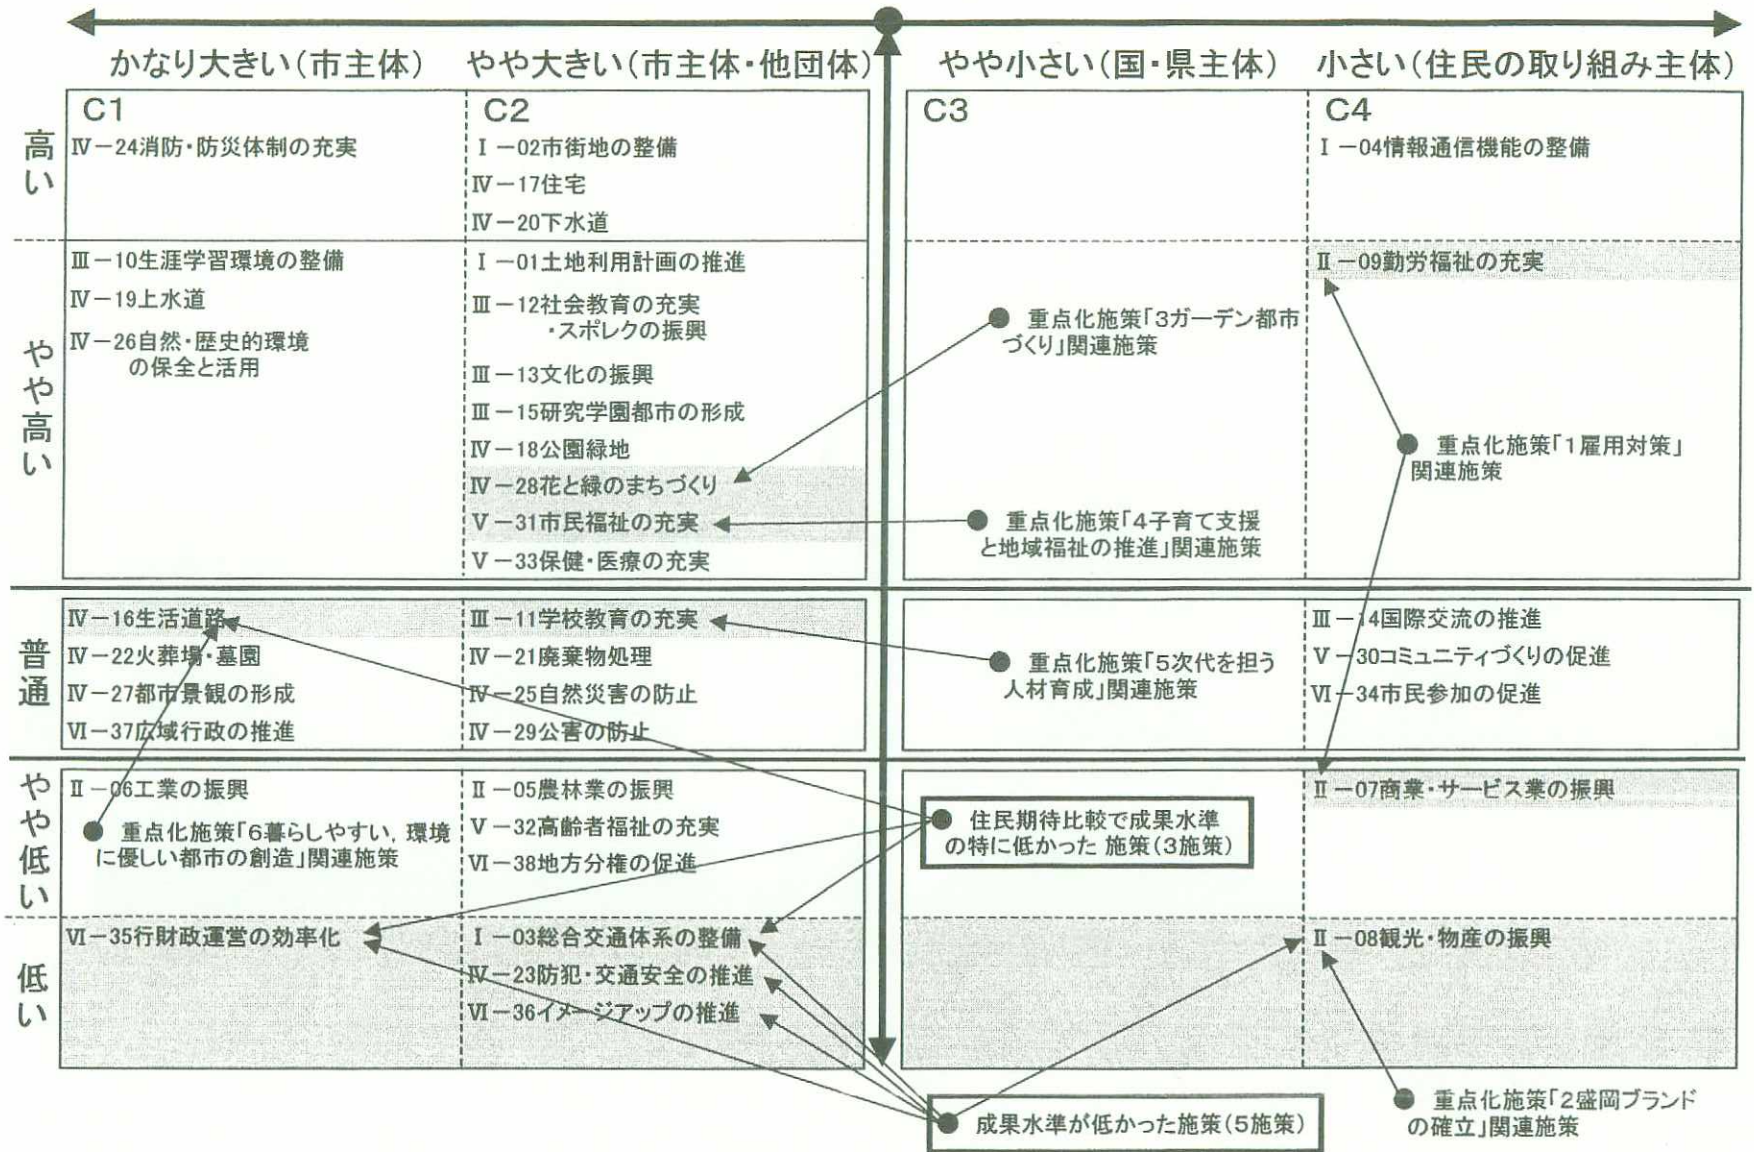 かなり大きい(市主体)
やや大きい(市主体・他団体)
やや小さい(国・県主体)
小さい(住民の取り組み主体)
高い
C1
Ⅳ-24消防・防災体制の充実
C2
Ⅰ-02市街地の整備
Ⅳ-17住宅
Ⅳ-20下水道
C3
C4
Ⅰ-04情報通信機能の整備
やや高い
Ⅲ-10生涯学習環境の整備
Ⅳ-19上水道
Ⅳ-26自然・歴史的環境
の保全と活用
Ⅰ-01土地利用計画の推進
Ⅲ-12社会教育の充実
・スポレクの振興
Ⅲ-13文化の振興
Ⅲ-15研究学園都市の形成
Ⅳ-18公園緑地
Ⅳ-28花と緑のまちづくり
Ⅴ-31市民福祉の充実
Ⅴ-33保健・医療の充実
重点化施策「3ガーデン都市
づくり」関連施策
重点化施策「4子育て支援
と地域福祉の推進」関連施策
Ⅱ-09勤労福祉の充実
重点化施策「1雇用対策」
関連施策
普通
Ⅳ-16生活道路
Ⅳ-22火葬場・墓園
Ⅳ-27都市景観の形成
Ⅵ-37広域行政の推進
Ⅲ-11学校教育の充実
Ⅳ-21廃棄物処理
Ⅳ-25自然災害の防止
Ⅳ-29公害の防止
重点化施策「5次代を担う
人材育成」関連施策
Ⅲ-14国際交流の推進
Ⅴ-30コミュニティづくりの促進
Ⅵ-34市民参加の促進
やや低い
Ⅱ-06工業の振興
重点化施策「6暮らしやすい, 環境
に優しい都市の創造」関連施策
Ⅱ-05農林業の振興
Ⅴ-32高齢者福祉の充実
Ⅵ-38地方分権の促進
住民期待比較で成果水準
の特に低かった 施策(3施策)
Ⅱ-07商業・サービス業の振興
低い
Ⅵ-35行財政運営の効率化
Ⅰ-03総合交通体系の整備
Ⅳ-23防犯・交通安全の推進
Ⅵ-36イメージアップの推進
Ⅱ-08観光・物産の振興
成果水準が低かった施策(5施策)
重点化施策「2盛岡ブランド
の確立」関連施策